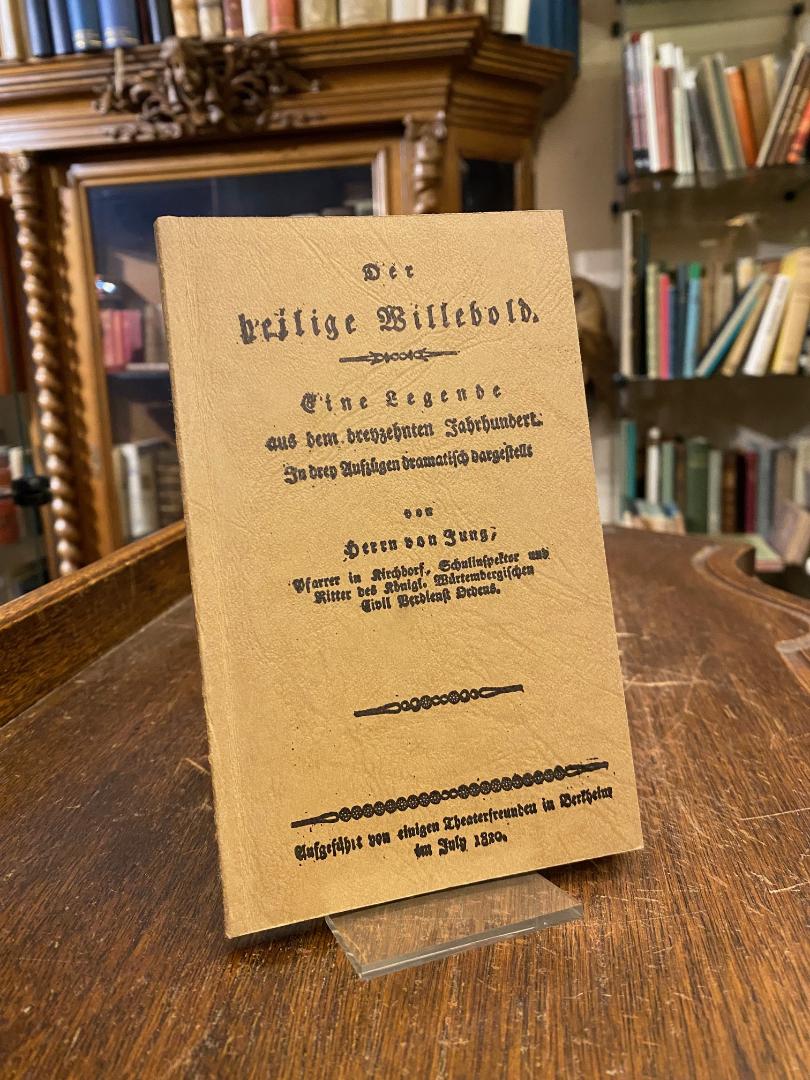 Der
heilige Willebold.
Eine Legende
aus dem dreyzehnten Jahrhundert.
In drey Aufzügen dramatisch dargestellt
von
Herrn von Jung,
Pfarrer in Kirchdorf, Schulinspektor und
Ritter des Königl. Würtembergischen
Civil Verdienst Ordens.
Aufgeführt von einigen Theaterfreunden in Berkheim
im July 1820.